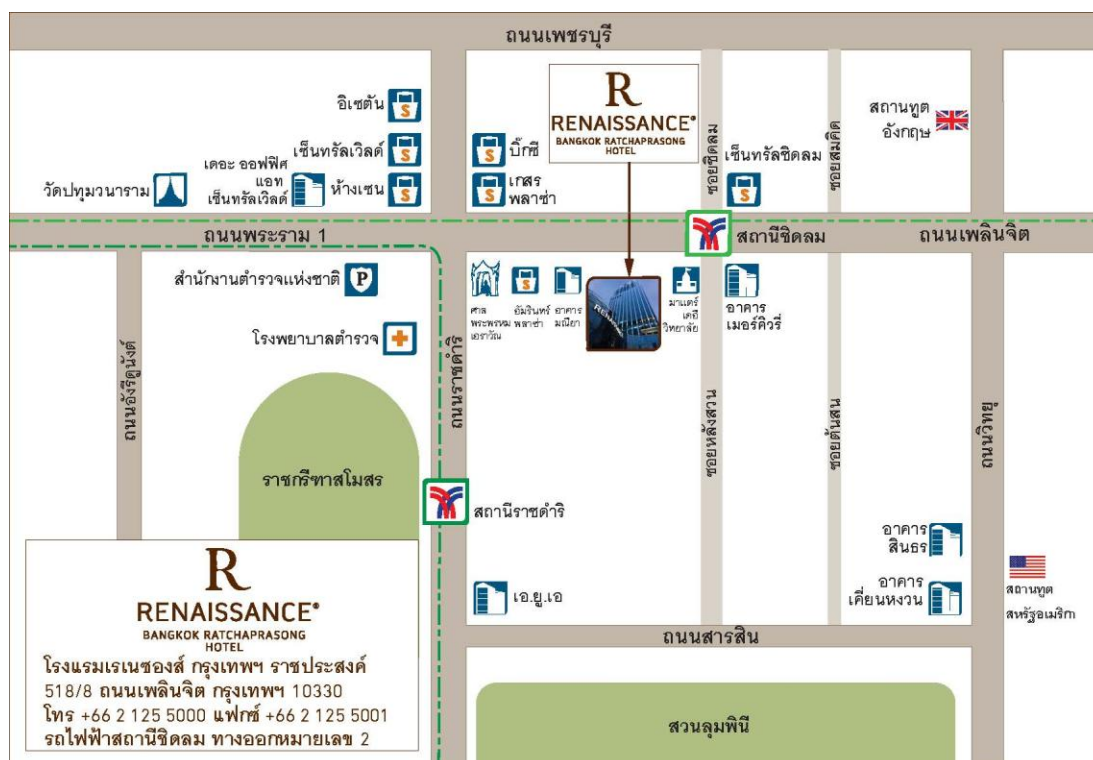 ถนนเพชรบุรี
R
RENAISSANCE®
BANGKOK RATCHAPRASONG
HOTEL
อิเซตัน
เซ็นทรัลเวิลด์
เดอะ ออฟฟิศ
แอท
เซ็นทรัลเวิลด์
ห้างเซน
วัดปทุมวนาราม
บิ๊กซี
เกสร
พลาซ่า
ซอยชิดลม
เซ็นทรัลชิดลม
ซอยสมคิด
สถานทูต
อังกฤษ
ถนนพระราม 1
สถานีชิดลม
ถนนเพลินจิต
สำนักงานตำรวจแห่งชาติ
P
โรงพยาบาลตำรวจ
ศาล
พระพรหม
เอราวัณ
อัมรินทร์
พลาซ่า
อาคาร
มณียา
มาแตร์
เดอี
วิทยาลัย
อาคาร
เมอร์คิวรี่
ถนนอังรีดูนังต์
ถนนราชดำริ
ซอยหลังสวน
ซอยต้นสน
ถนนวิทยุ
ราชกรีฑาสโมสร
สถานีราชดำริ
อาคาร
สินธร
อาคาร
เคี่ยนหงวน
สถานทูต
สหรัฐอเมริกา
เอ.ยู.เอ
ถนนสารสิน
สวนลุมพินี
R
RENAISSANCE®
BANGKOK RATCHAPRASONG
HOTEL
โรงแรมเรเนซองส์ กรุงเทพฯ ราชประสงค์
518/8 ถนนเพลินจิต กรุงเทพฯ 10330
โทร +66 2 125 5000 แฟกซ์ +66 2 125 5001
รถไฟฟ้าสถานีชิดลม ทางออกหมายเลข 2